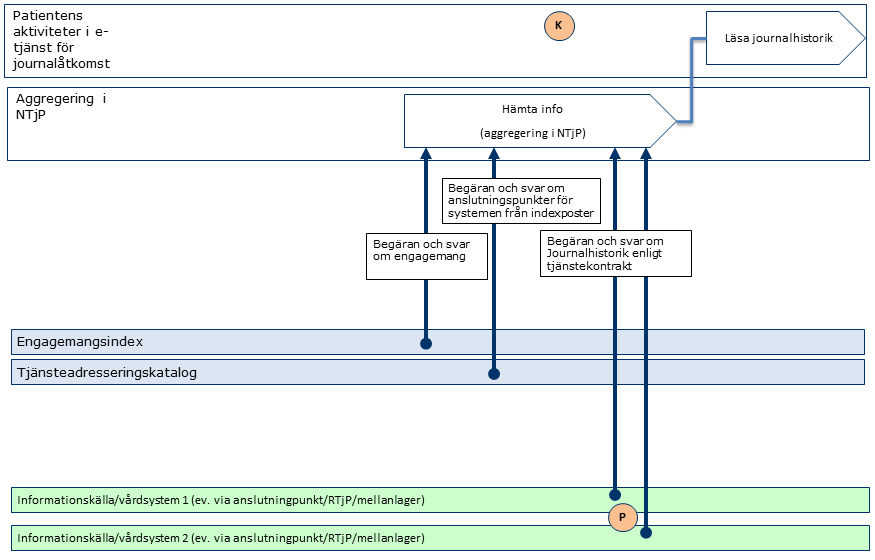 Patientens
aktiviteter i e-
tjänst för
journalåtkomst
K
Läsa journalhistorik
Aggregering i
NTjP
Hämta info
(aggregering i NTjP)
Begäran och svar om
anslutningspunkter för
systemen från indexposter
Begäran och svar
om engagemang
Begäran och svar om
Journalhistorik enligt
tjänstekontrakt
Engagemangsindex
Tjänsteadresseringskatalog
Informationskälla/vårdsystem 1 (ev. via anslutningpunkt/RTjP/mellanlager)
P
Informationskälla/vårdsystem 2 (ev. via anslutningpunkt/RTjP/mellanlager)